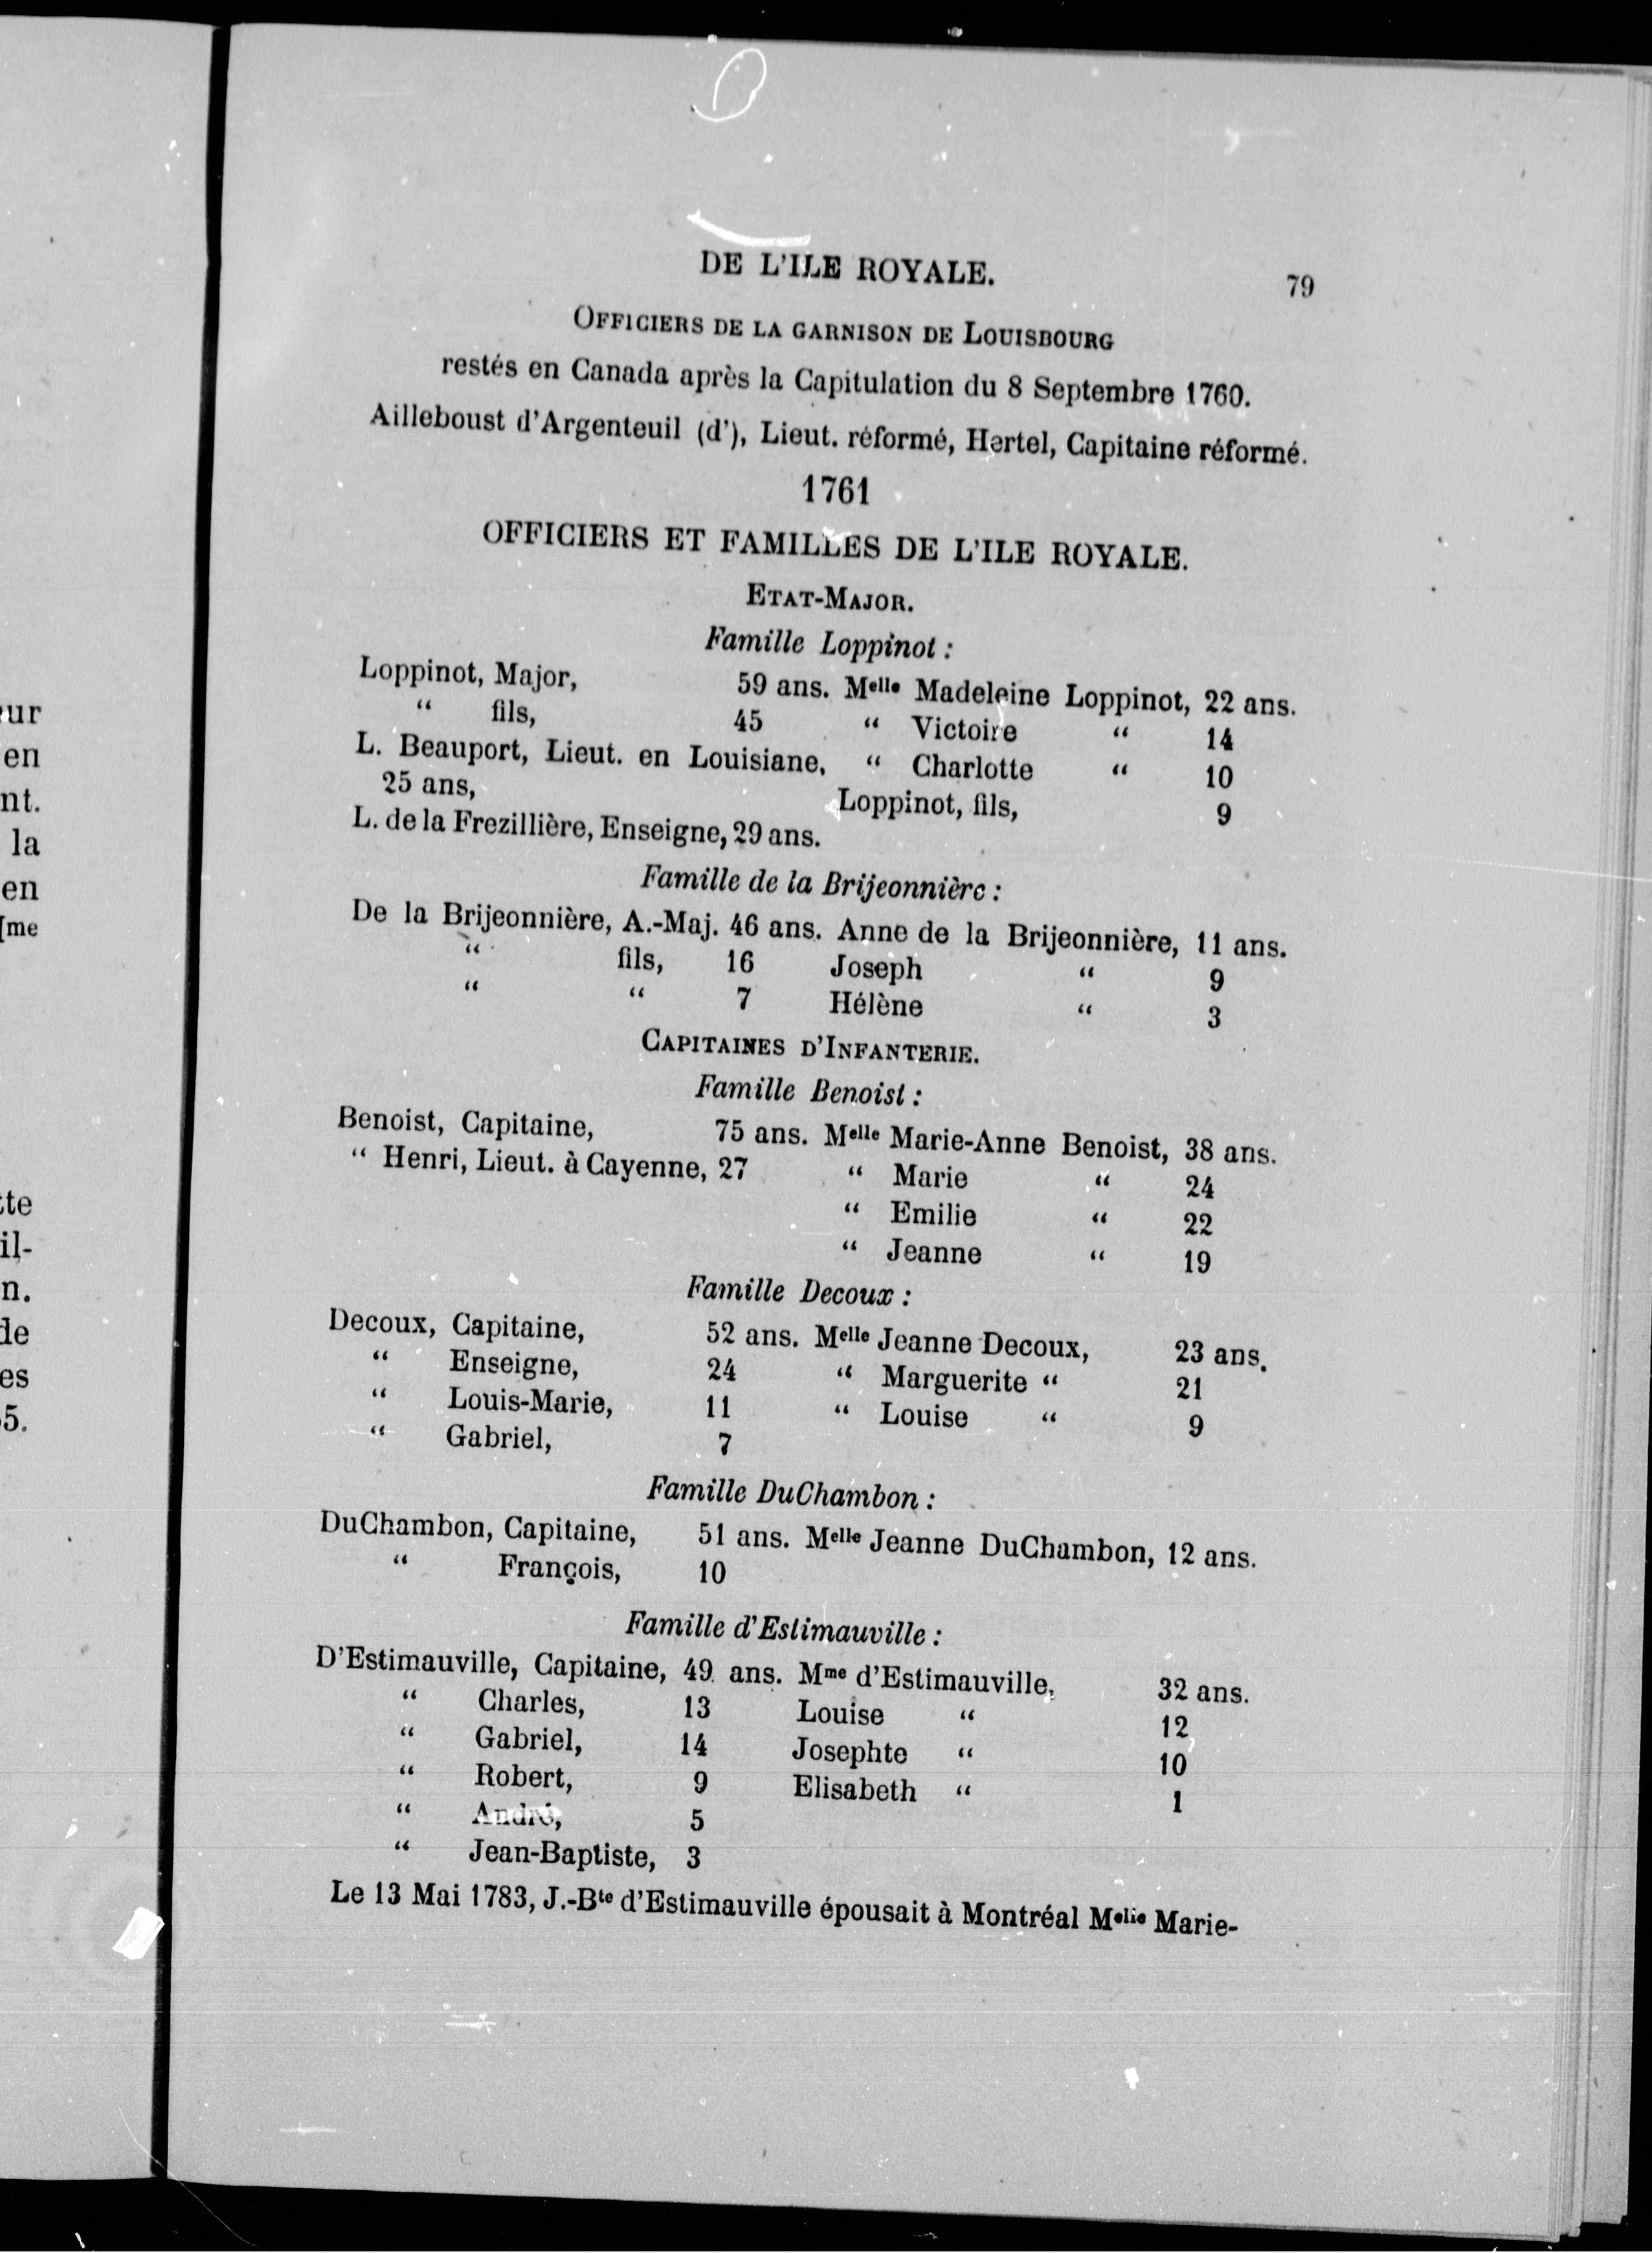 DE L'ILE ROYALE. 79
OFFICIERS DE LA GARNISON DE LOUISBOURG
restés en Canada après la Capitulation du 8 Septembre 1760.
Ailleboust d'Argenteuil (d'), Lieut. réformé, Hertel, Capitaine réformé.
1761
OFFICIERS ET FAMILLES DE L'ILE ROYALE.
ETAT-MAJOR.
Famille Loppinot :
Loppinot, Major, 59 ans. Melle Madeleine Loppinot, 22 ans.
“ fils, 45 “ Victoire “ 14
L. Beauport, Lieut. en Louisiane, “ Charlotte “ 10
25 ans, Loppinot, fils, 9
L. de la Frezillière, Enseigne, 29 ans.
Famille de la Brijeonnière :
De la Brijeonnière, A.-Maj. 46 ans. Anne de la Brijeonnière, 11 ans.
“ fils, 16 Joseph “ 9
“ “ 7 Hélène “ 3
CAPITAINES D'INFANTERIE.
Famille Benoist :
Benoist, Capitaine, 75 ans. Melle Marie-Anne Benoist, 38 ans.
“ Henri, Lieut. à Cayenne, 27 “ Marie “ 24
“ Emilie “ 22
“ Jeanne “ 19
Famille Decoux :
Decoux, Capitaine, 52 ans. Melle Jeanne Decoux, 23 ans.
“ Enseigne, 24 “ Marguerite “ 21
“ Louis-Marie, 11 “ Louise “ 9
“ Gabriel, 7
Famille DuChambon :
DuChambon, Capitaine, 51 ans. Melle Jeanne DuChambon, 12 ans.
“ François, 10
Famille d'Estimauville :
D'Estimauville, Capitaine, 49 ans. Mme d'Estimauville, 32 ans.
“ Charles, 13 Louise “ 12
“ Gabriel, 14 Josephte “ 10
“ Robert, 9 Elisabeth “ 1
“ André, 5
“ Jean-Baptiste, 3
Le 13 Mai 1783, J.-Bte d'Estimauville épousait à Montréal Melle Marie-